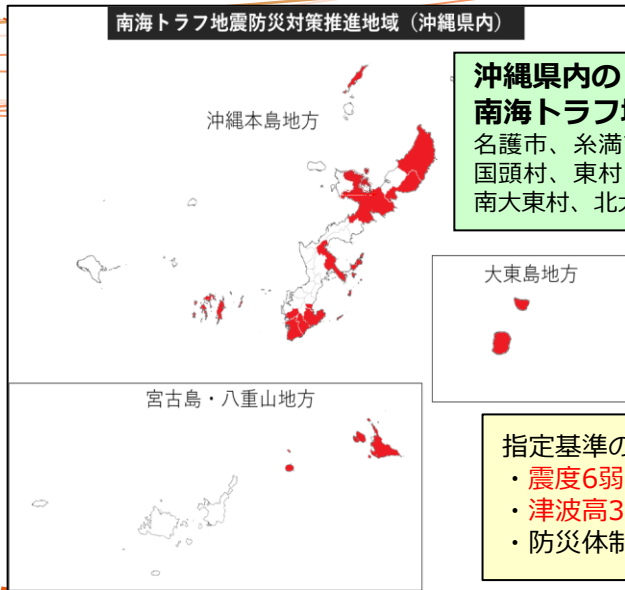 南海トラフ地震防災対策推進地域（沖縄県内）
沖縄本島地方
沖縄県内の
南海トラフ
名護市、糸満
国頭村、東村
南大東村、北
大東島地方
宮古島・八重山地方
指定基準の
・震度6弱
・津波高3
・防災体制